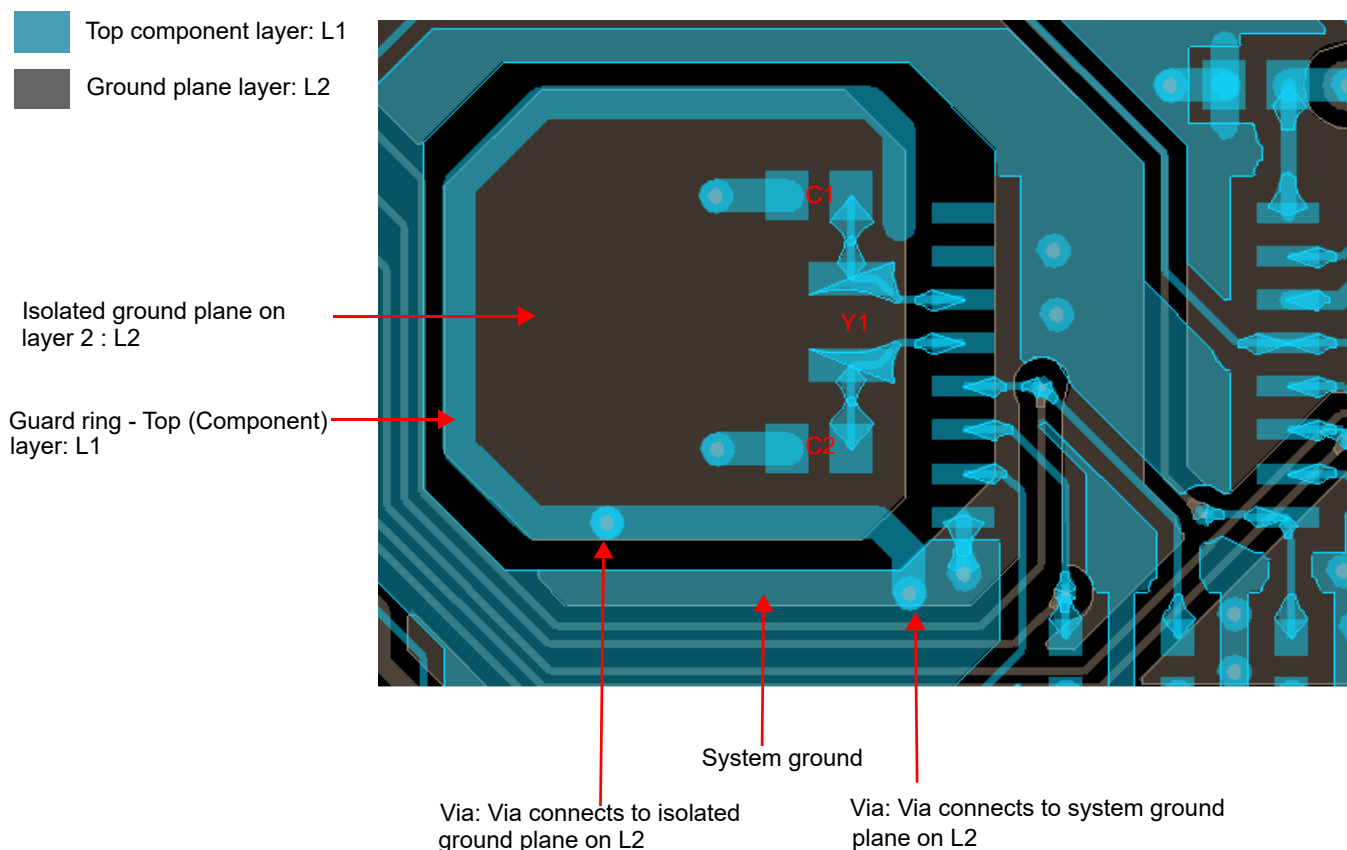 Top component layer: L1
Ground plane layer: L2
C1
Isolated ground plane on
layer 2 : L2
Y1
Guard ring - Top (Component)
layer: L1
C2
System ground
Via: Via connects to isolated
ground plane on L2
Via: Via connects to system ground
plane on L2